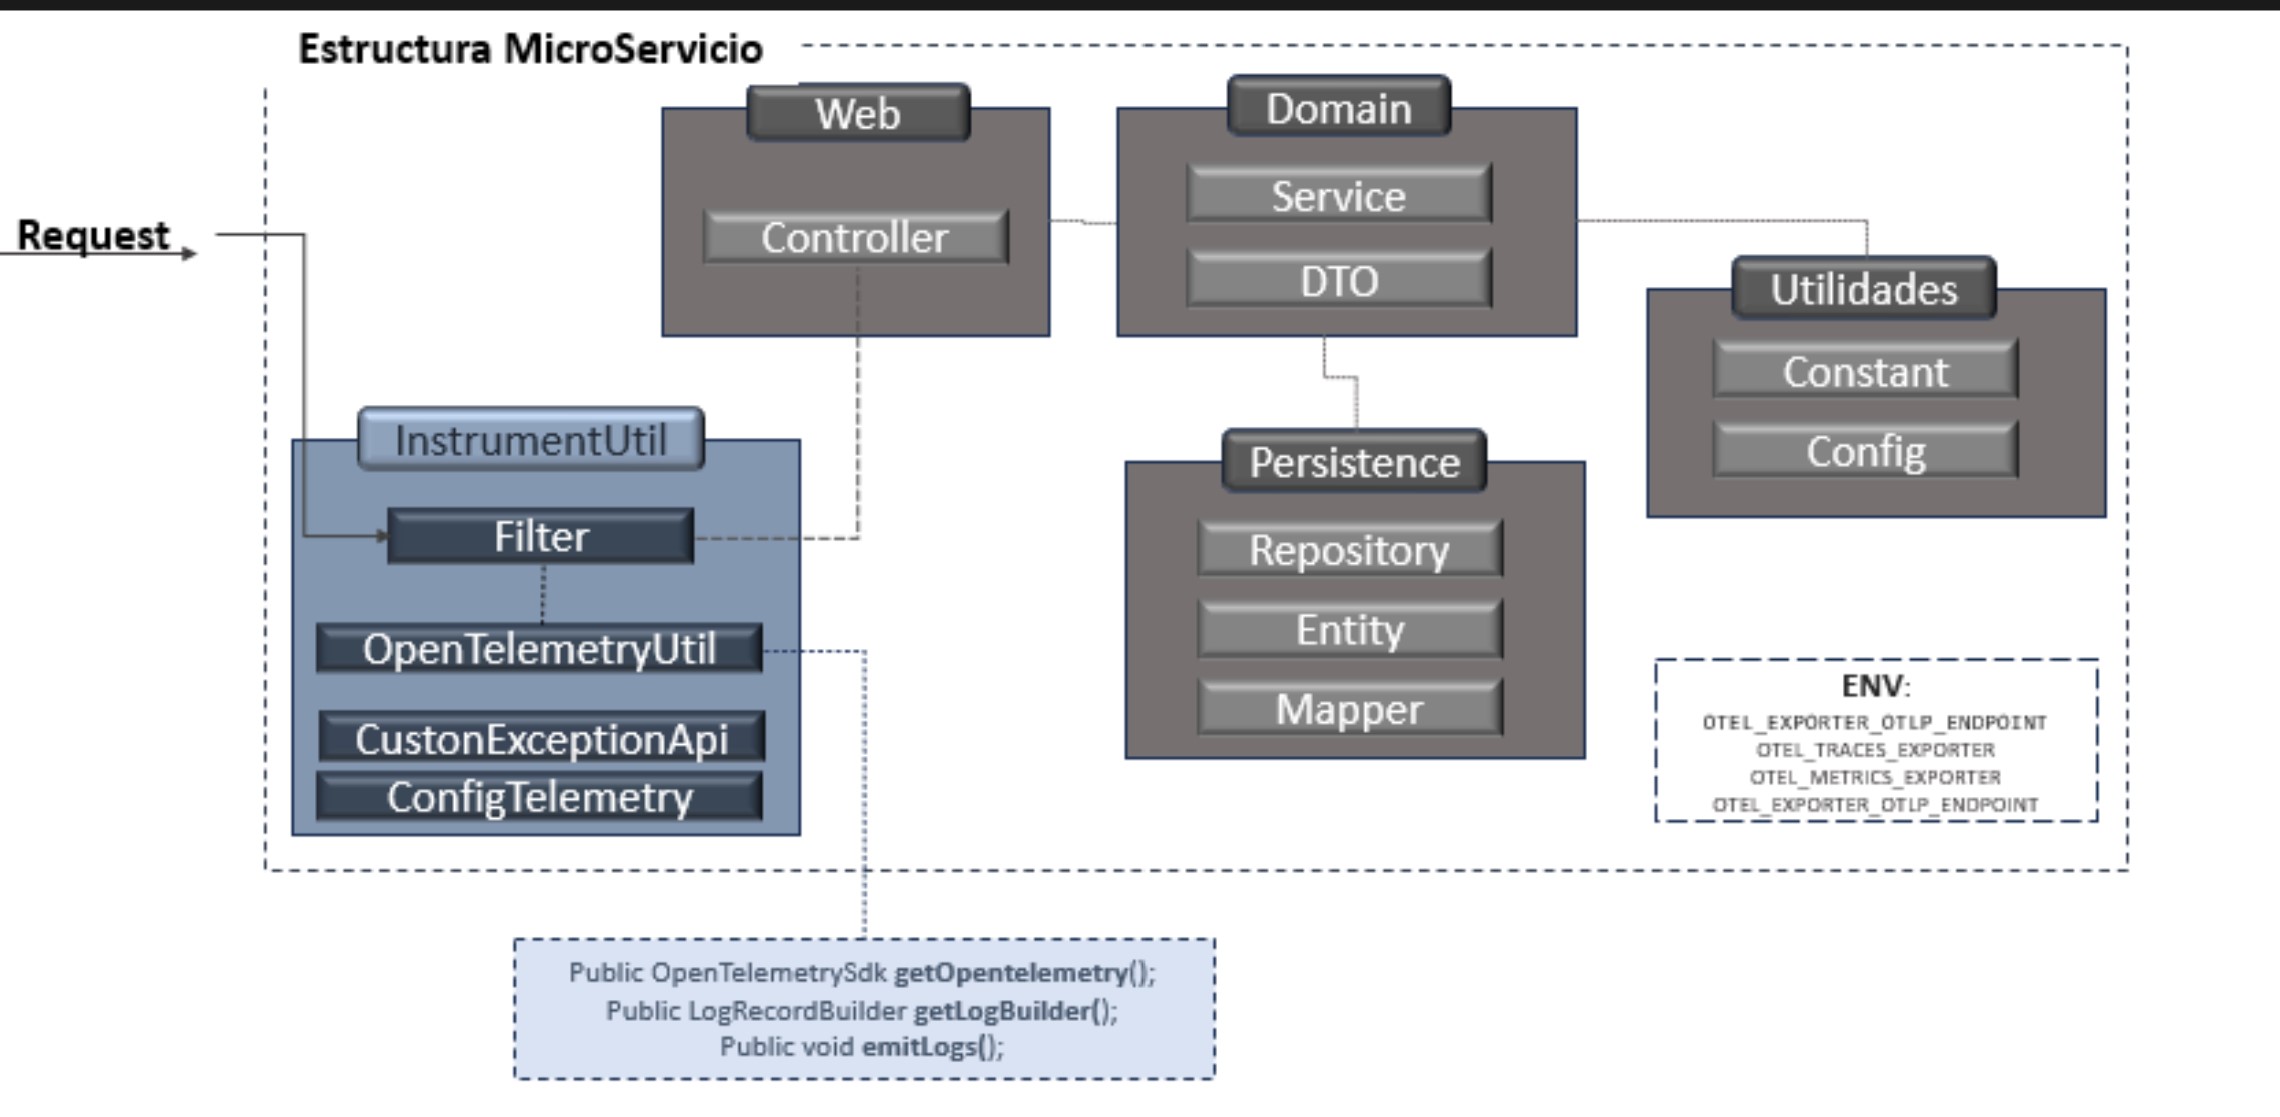 Estructura MicroServicio
Request
Web
Controller
Domain
Service
DTO
Utilidades
Constant
Config
InstrumentUtil
Filter
OpenTelemetryUtil
CustonExceptionApi
ConfigTelemetry
Persistence
Repository
Entity
Mapper
ENV:
OTEL_EXPORTER_OTLP_ENDPOINT
OTEL_TRACES_EXPORTER
OTEL_METRICS_EXPORTER
OTEL_EXPORTER_OTLP_ENDPOINT
Public OpenTelemetrySdk getOpentelemetry();
Public LogRecordBuilder getLogBuilder();
Public void emitLogs();